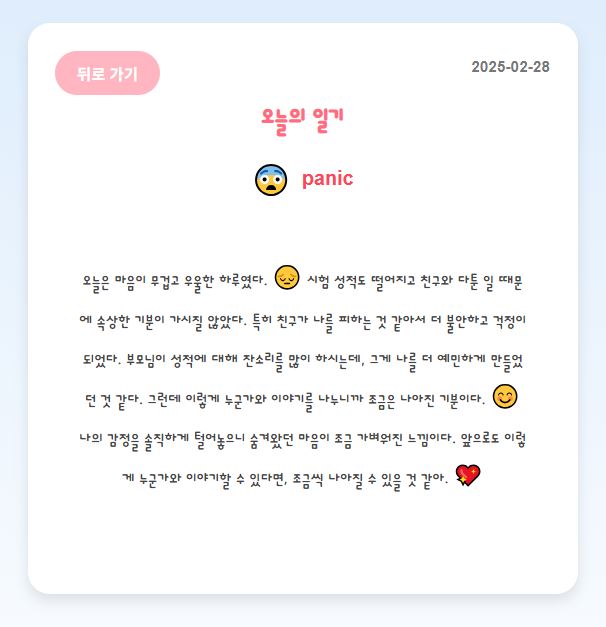 뒤로 가기
2025-02-28
오늘의 일기
😨 panic
오늘은 마음이 무겁고 우울한 하루였다. 😔 시험 성적도 떨어지고 친구와 다툰 일 때문
에 속상한 기분이 가시질 않았다. 특히 친구가 나를 피하는 것 같아서 더 불안하고 걱정이
되었다. 부모님이 성적에 대해 잔소리를 많이 하시는데, 그게 나를 더 예민하게 만들었
던 것 같다. 그런데 이렇게 누군가와 이야기를 나누니까 조금은 나아진 기분이다. 😊
나의 감정을 솔직하게 털어놓으니 숨겨왔던 마음이 조금 가벼워진 느낌이다. 앞으로도 이렇
게 누군가와 이야기할 수 있다면, 조금씩 나아질 수 있을 것 같아. 💖